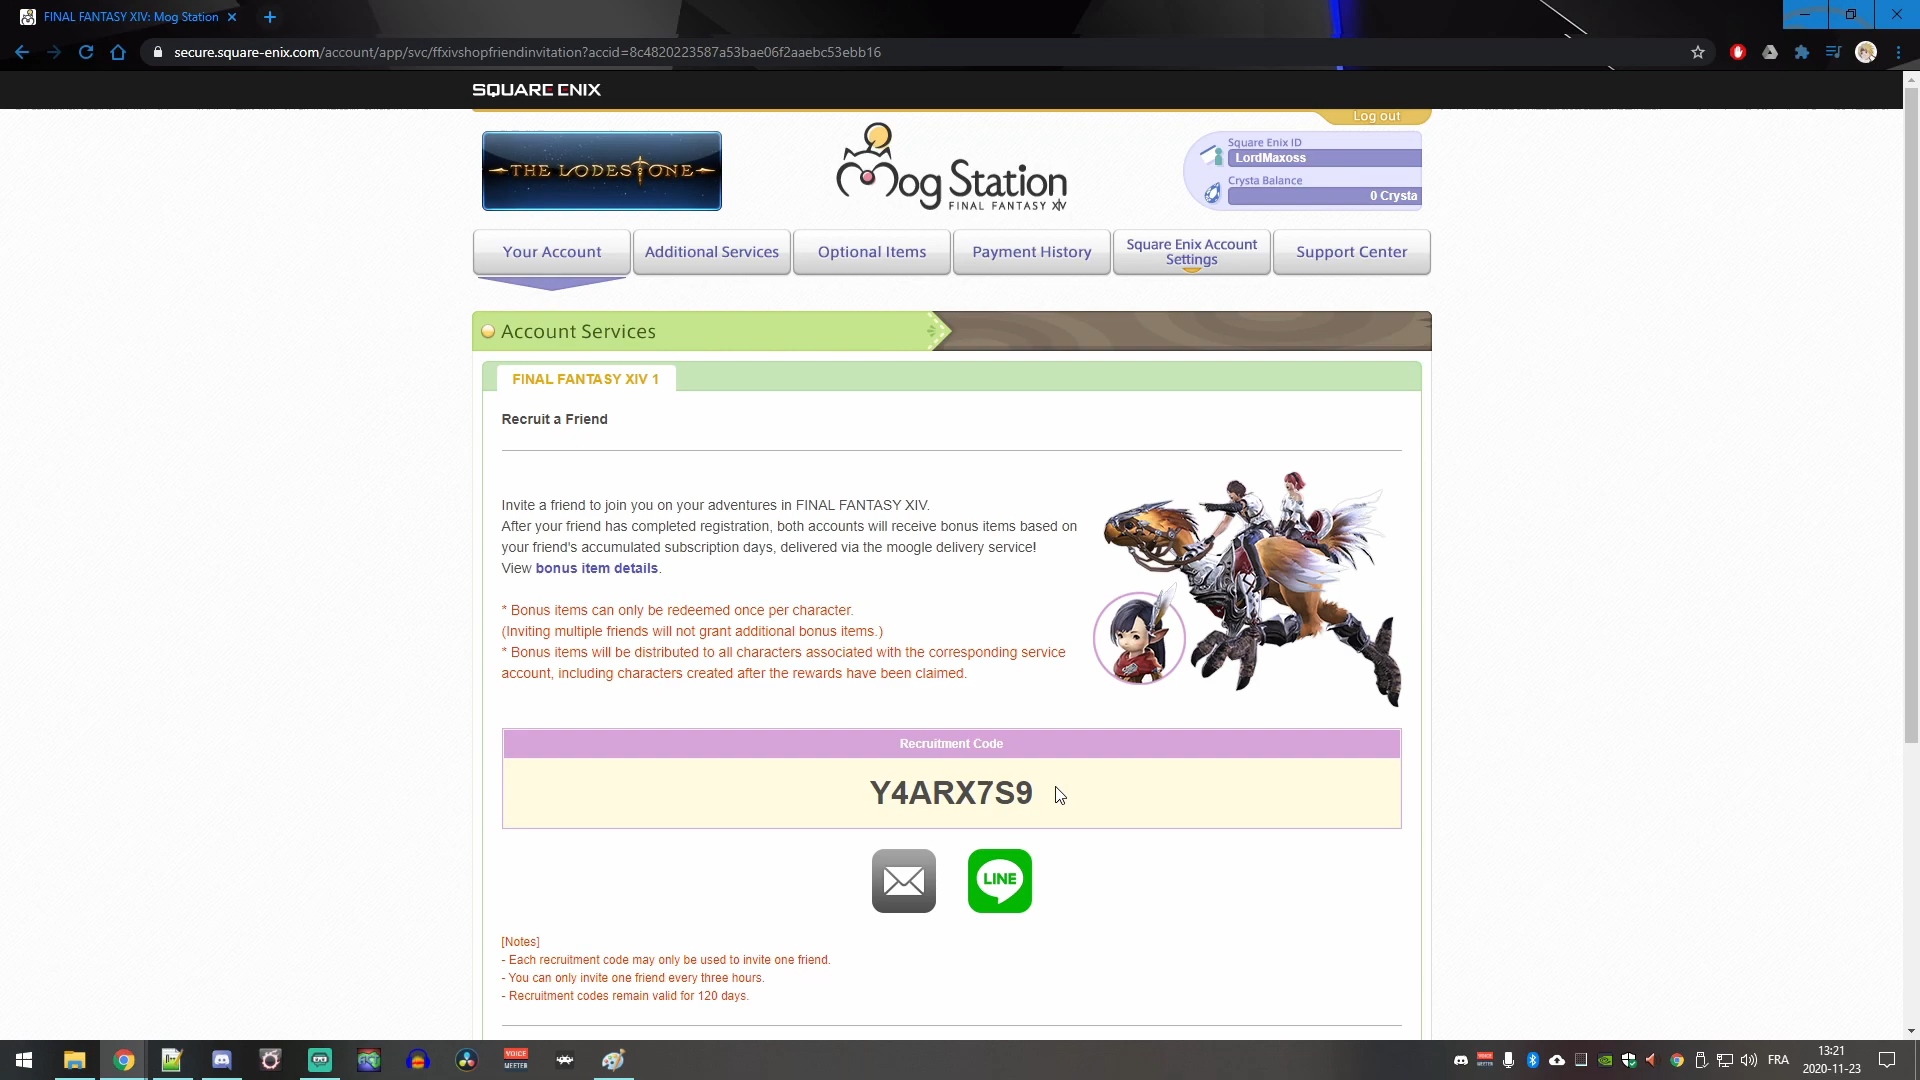 FINAL FANTASY XIV: Mog Station
secure.square-enix.com/account/app/svc/ffxivshopfriendinvitation?accid=8c4820223587a53bae06f2aaebc53ebb16
SQUARE ENIX
Log out
THE LODESTONE
Mog Station
FINAL FANTASY XIV
Square Enix ID
LordMaxoss
Crysta Balance
0 Crysta
Your Account
Additional Services
Optional Items
Payment History
Square Enix Account
Settings
Support Center
Account Services
FINAL FANTASY XIV 1
Recruit a Friend
Invite a friend to join you on your adventures in FINAL FANTASY XIV.
After your friend has completed registration, both accounts will receive bonus items based on
your friend's accumulated subscription days, delivered via the moogle delivery service!
View bonus item details.
* Bonus items can only be redeemed once per character.
(Inviting multiple friends will not grant additional bonus items.)
* Bonus items will be distributed to all characters associated with the corresponding service
account, including characters created after the rewards have been claimed.
Recruitment Code
Y4ARX7S9
LINE
[Notes]
- Each recruitment code may only be used to invite one friend.
- You can only invite one friend every three hours.
- Recruitment codes remain valid for 120 days.
VOICE
MEETER
FRA
13:21
2020-11-23